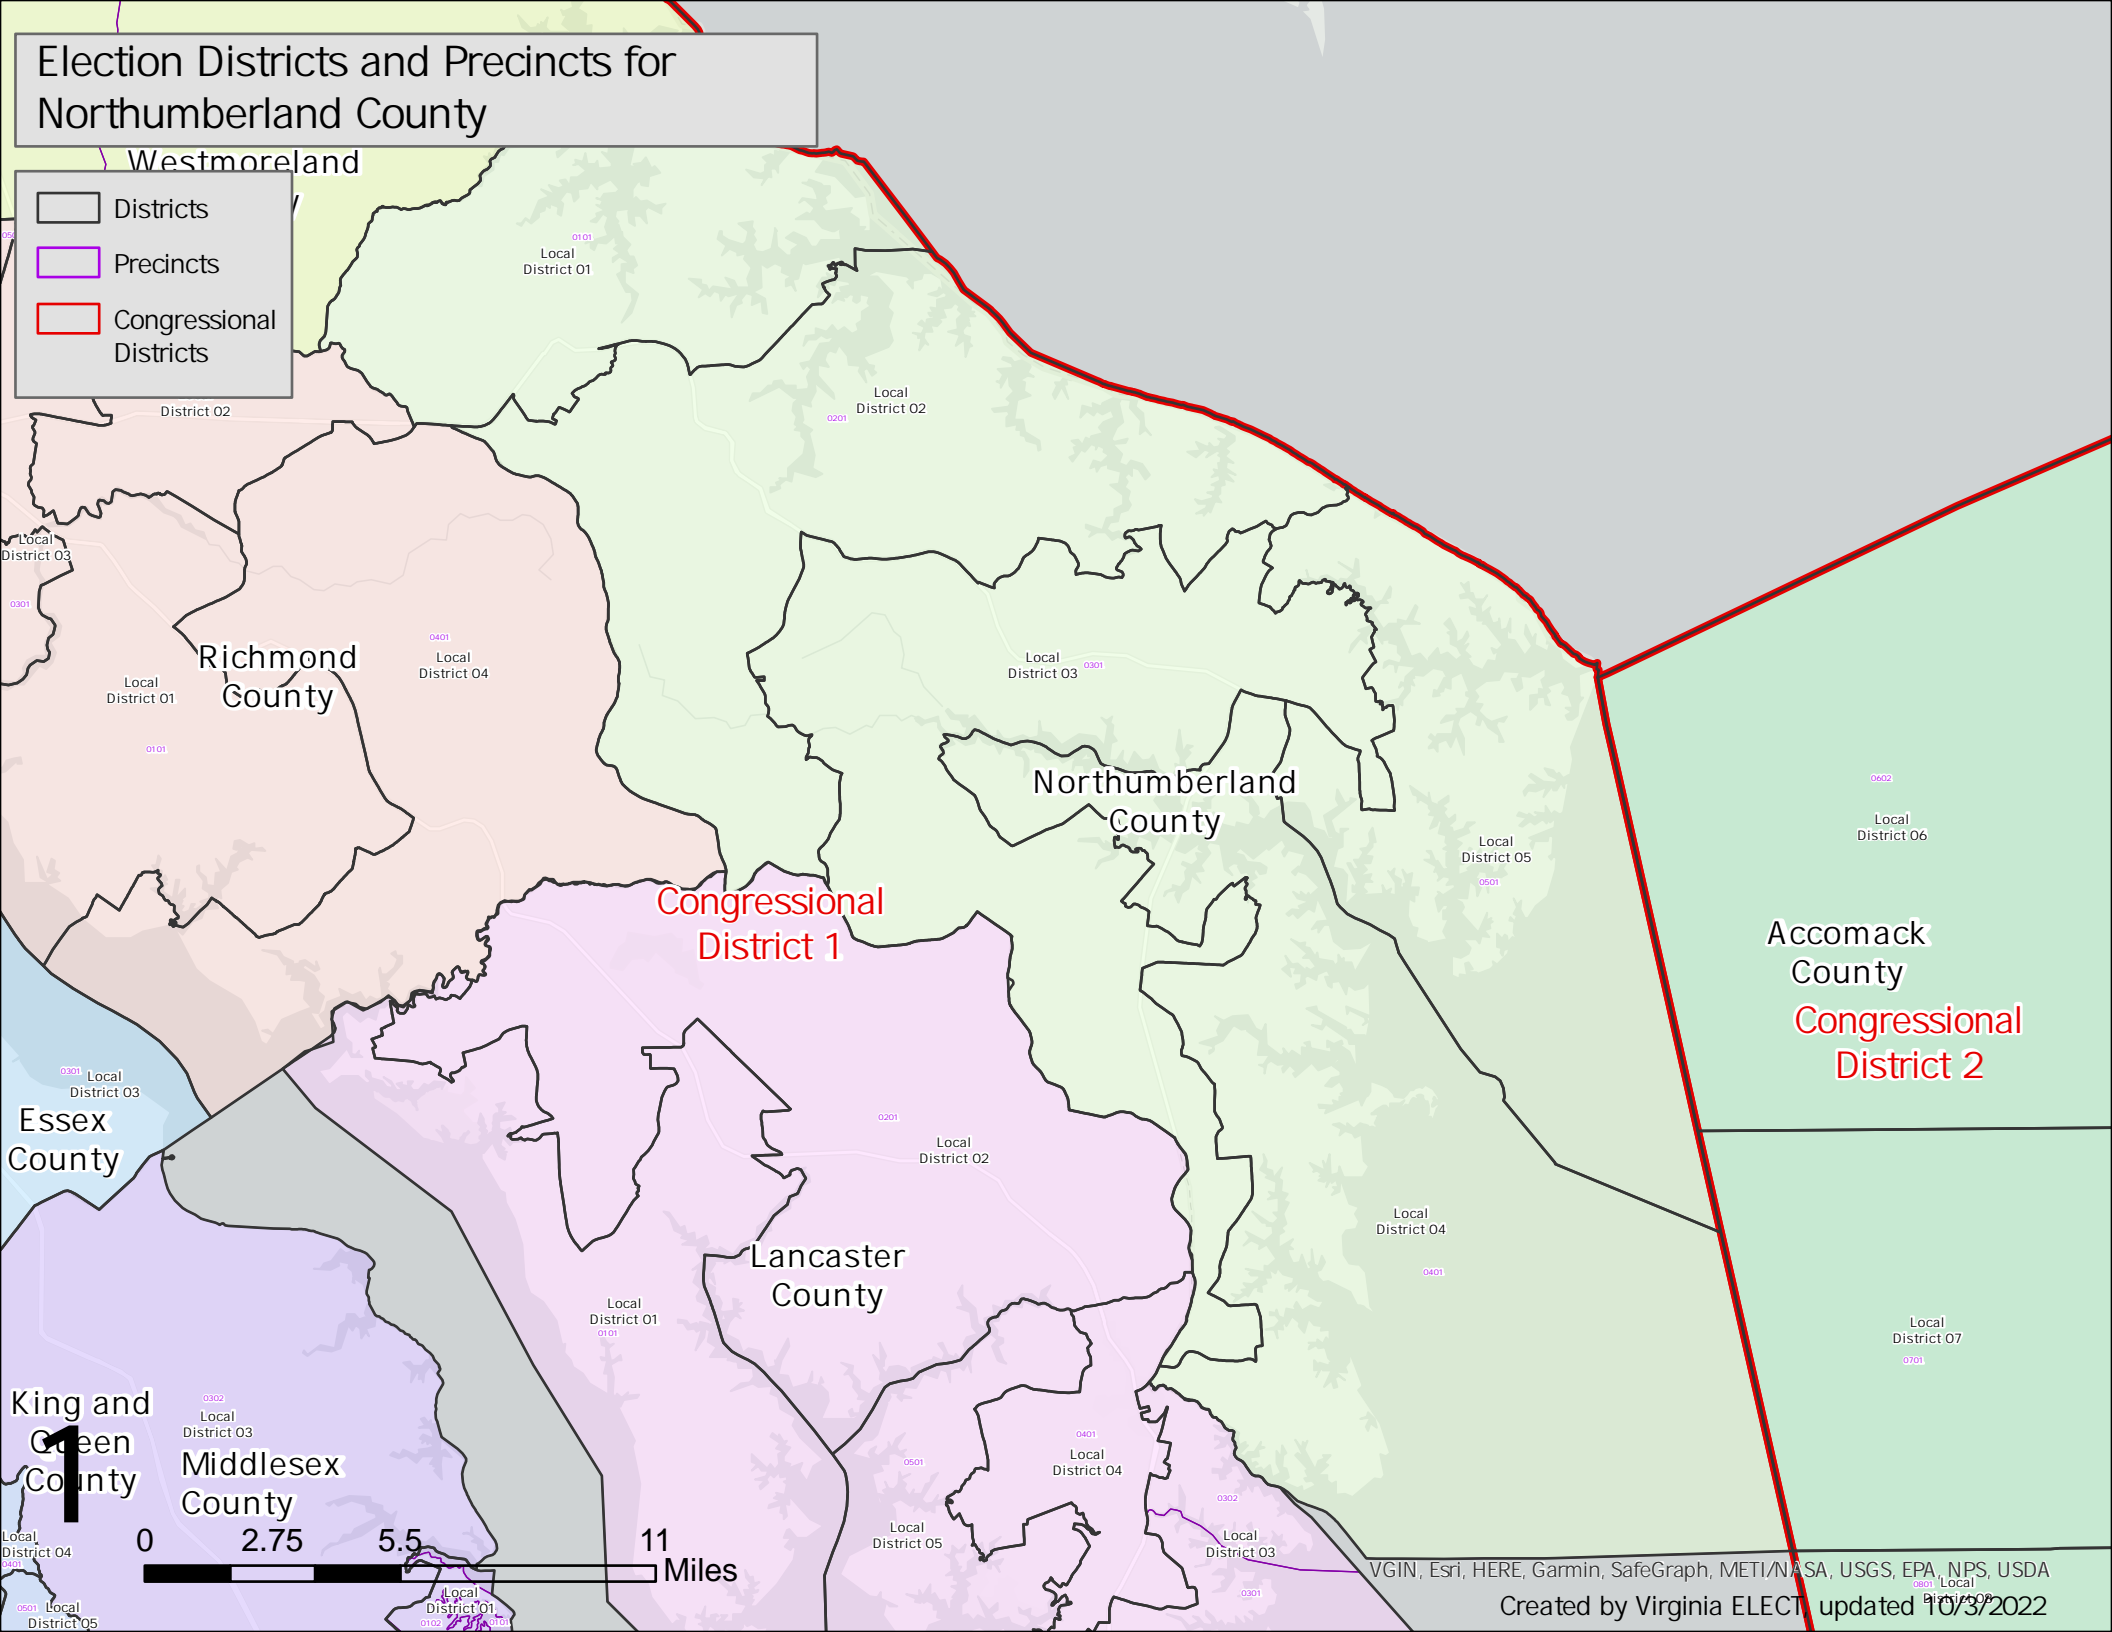 Election Districts and Precincts for
Northumberland County
Westmoreland
Districts
Precincts
Congressional
Districts
District 02
0101
Local
District 01
Local
District 02
0201
Local
District 03
0301
0401
Local
District 04
Richmond
County
Local
District 01
0101
Local
District 03
0301
Northumberland
County
Local
District 05
0501
0602
Local
District 06
Accomack
County
Congressional
District 2
Congressional
District 1
0301
Local
District 03
Essex
County
0201
Local
District 02
Local
District 04
0401
Lancaster
County
Local
District 01
0101
Local
District 07
0701
King and
Queen
County
1
0302
Local
District 03
Middlesex
County
0401
Local
District 04
0501
Local
District 05
0302
Local
District 03
0301
Local
District 04
0401
0501
Local
District 05
Local
District 01
0102
0101
0 2.75 5.5 11
Miles
VGIN, Esri, HERE, Garmin, SafeGraph, METI/NASA, USGS, EPA, NPS, USDA
0801
Local
District 08
Created by Virginia ELECT, updated 10/3/2022